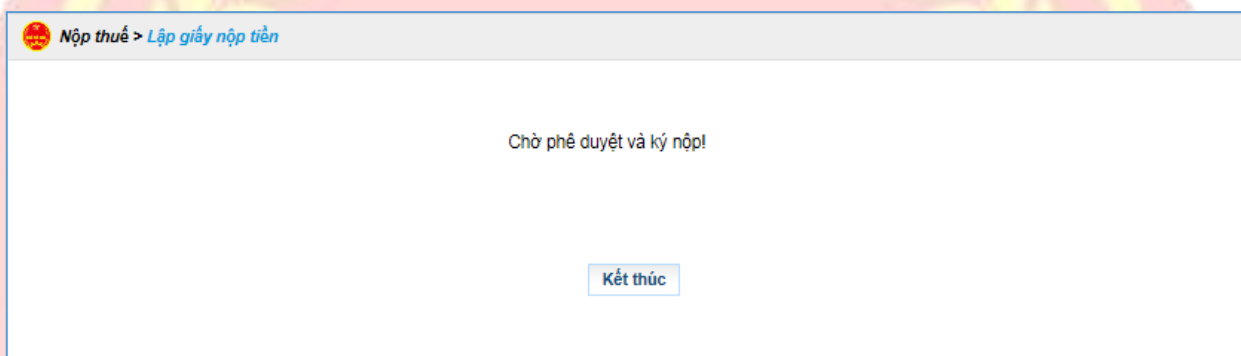 Nộp thuế > Lập giấy nộp tiền
Chờ phê duyệt và ký nộp!
Kết thúc